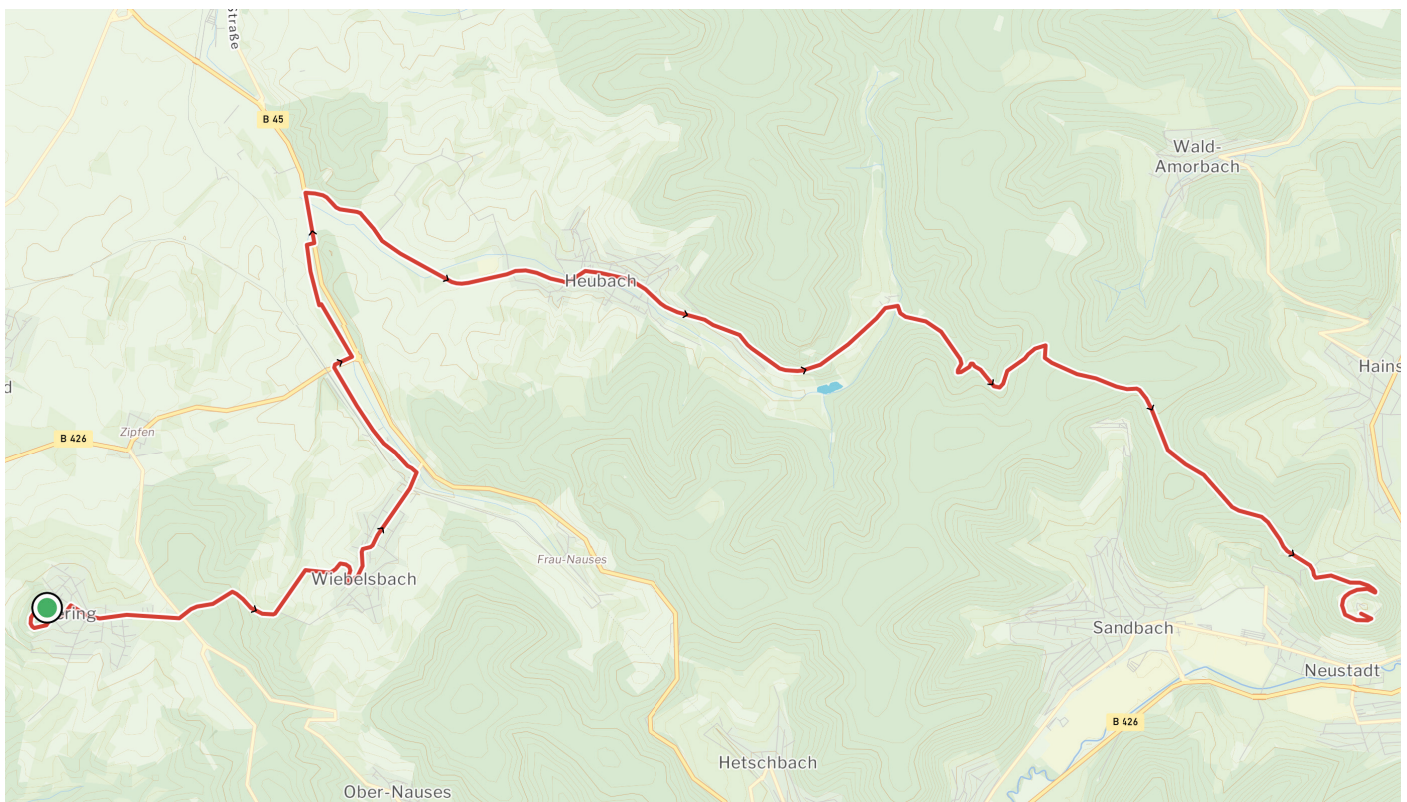 Straße
B 45
Wald-
Amorbach
Heubach
Hains
d
Zipfen
B 426
Frau-Nauses
Wiebelsbach
ering
Sandbach
Neustadt
B 426
Hetschbach
Ober-Nauses